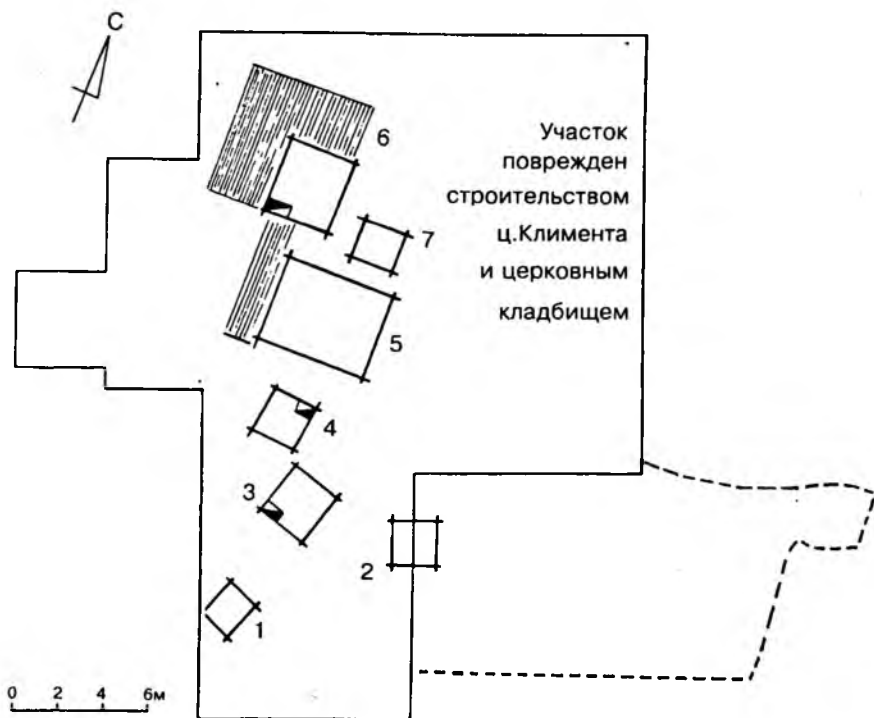 С
Участок
поврежден
строительством
ц.Климента
и церковным
кладбищем
6
7
5
4
3
2
1
0 2 4 6м